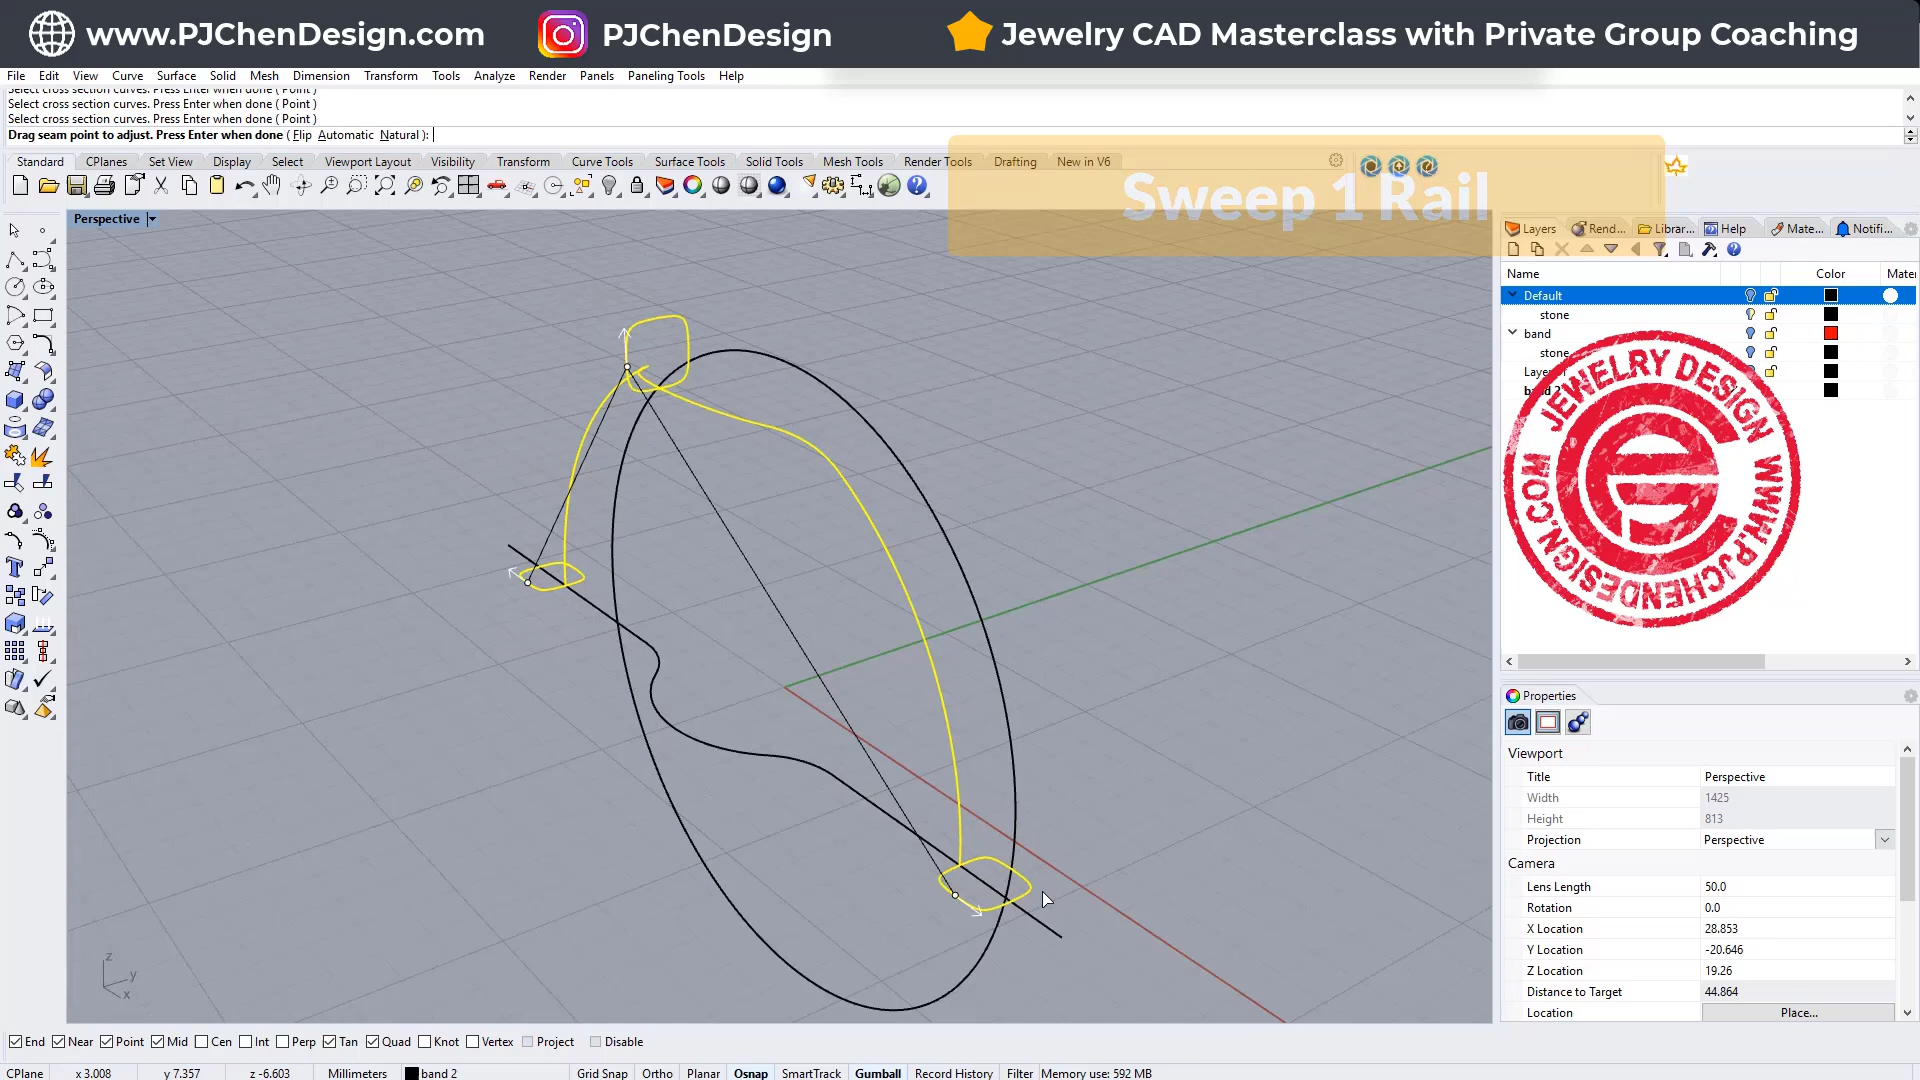 www.PJChenDesign.com PJChenDesign Jewelry CAD Masterclass with Private Group Coaching
File Edit View Curve Surface Solid Mesh Dimension Transform Tools Analyze Render Panels Paneling Tools Help
Select cross section curves. Press Enter when done ( Point )
Select cross section curves. Press Enter when done ( Point )
Select cross section curves. Press Enter when done ( Point )
Drag seam point to adjust. Press Enter when done ( Flip Automatic Natural ):
Standard CPlanes Set View Display Select Viewport Layout Visibility Transform Curve Tools Surface Tools Solid Tools Mesh Tools Render Tools Drafting New in V6
Sweep 1 Rail
Perspective
Layers Rend... Librar... Help Mate... Notifi...
Name Color Mater
Default
stone
band
stone
JEWELRY DESIGN
WWW.PJCHENDESIGN.COM
Properties
Viewport
Title Perspective
Width 1425
Height 813
Projection Perspective
Camera
Lens Length 50.0
Rotation 0.0
X Location 28.853
Y Location -20.646
Z Location 19.26
Distance to Target 44.864
Location Place...
z
y
x
End Near Point Mid Cen Int Perp Tan Quad Knot Vertex Project Disable
CPlane x 3.008 y 7.357 z -6.603 Millimeters band 2 Grid Snap Ortho Planar Osnap SmartTrack Gumball Record History Filter Memory use: 592 MB